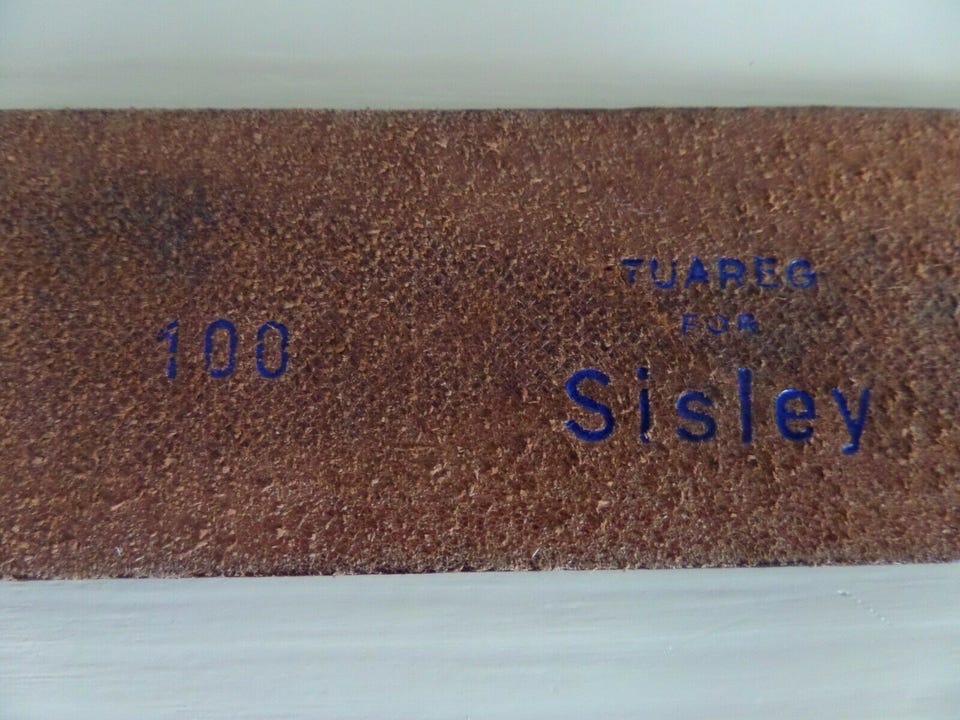 100
TUAREG
FOR
Sisley